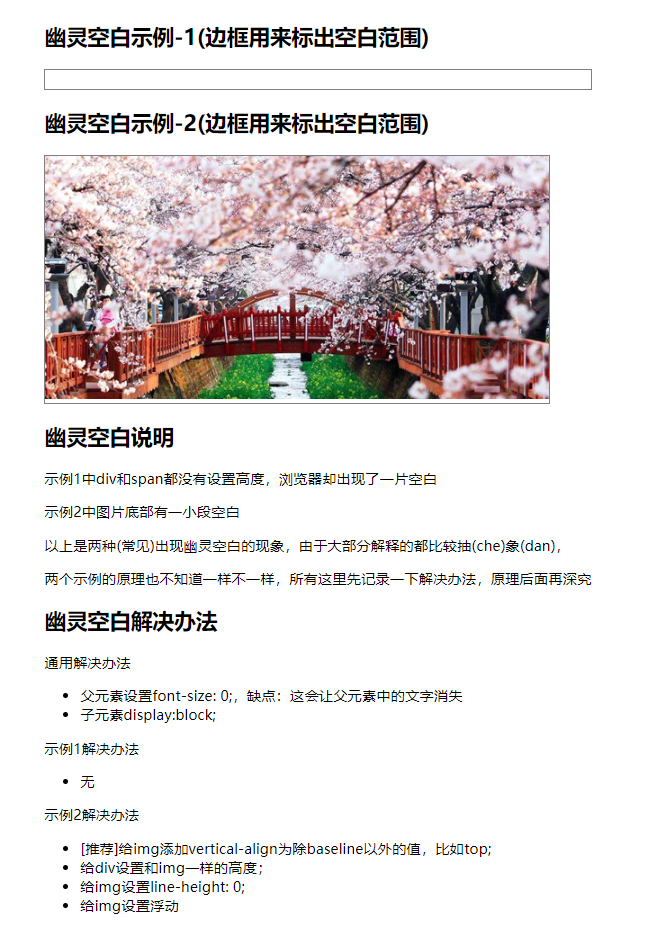 幽灵空白示例-1(边框用来标出空白范围)
幽灵空白示例-2(边框用来标出空白范围)
幽灵空白说明
示例1中div和span都没有设置高度，浏览器却出现了一片空白
示例2中图片底部有一小段空白
以上是两种(常见)出现幽灵空白的现象，由于大部分解释的都比较抽(che)象(dan)，
两个示例的原理也不知道一样不一样，所有这里先记录一下解决办法，原理后面再深究
幽灵空白解决办法
通用解决办法
• 父元素设置font-size: 0;，缺点：这会让父元素中的文字消失
• 子元素display:block;
示例1解决办法
• 无
示例2解决办法
• [推荐]给img添加vertical-align为除baseline以外的值，比如top;
• 给div设置和img一样的高度；
• 给img设置line-height: 0;
• 给img设置浮动